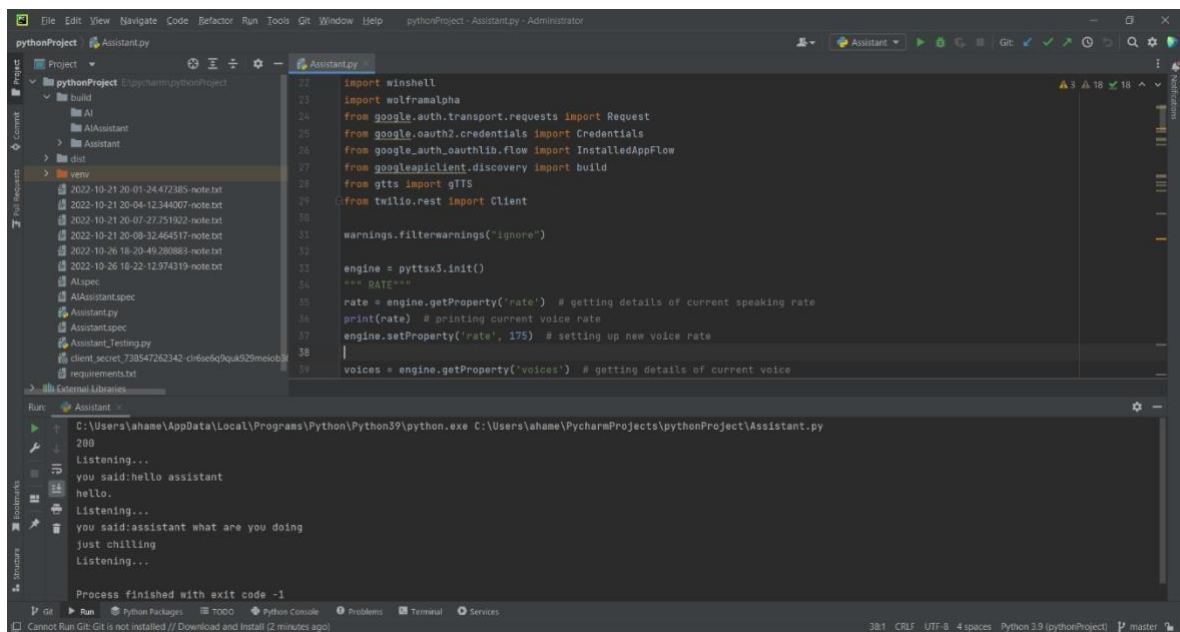 File Edit View Navigate Code Refactor Run Tools Git Window Help pythonProject - Assistant.py - Administrator
pythonProject Assistant.py
Assistant
Git:
Project
Assistant.py
pythonProject E:\pycharm\pythonProject
build
AI
AIAssistant
Assistant
dist
venv
2022-10-21 20-01-24.472385-note.txt
2022-10-21 20-04-12.344007-note.txt
2022-10-21 20-07-27.751922-note.txt
2022-10-21 20-08-32.464517-note.txt
2022-10-26 18-20-49.280883-note.txt
2022-10-26 18-22-12.974319-note.txt
AI.spec
AIAssistant.spec
Assistant.py
Assistant.spec
Assistant_Testing.py
requirements.txt
External Libraries
22 import winshell
23 import wolframalpha
24 from google.auth.transport.requests import Request
25 from google.oauth2.credentials import Credentials
26 from google_auth_oauthlib.flow import InstalledAppFlow
27 from googleapiclient.discovery import build
28 from gtts import gTTS
29 from twilio.rest import Client
30
31 warnings.filterwarnings("ignore")
32
33 engine = pyttsx3.init()
34 """ RATE"""
35 rate = engine.getProperty('rate') # getting details of current speaking rate
36 print(rate) # printing current voice rate
37 engine.setProperty('rate', 175) # setting up new voice rate
38
39 voices = engine.getProperty('voices') # getting details of current voice
3 18 18
Project
Commit
Pull Requests
Bookmarks
Structure
Notifications
Run: Assistant
C:\Users\ahame\AppData\Local\Programs\Python\Python39\python.exe C:\Users\ahame\PycharmProjects\pythonProject\Assistant.py
200
Listening...
you said:hello assistant
hello.
Listening...
you said:assistant what are you doing
just chilling
Listening...
Process finished with exit code -1
Git Run Python Packages TODO Python Console Problems Terminal Services
Cannot Run Git: Git is not installed // Download and Install (2 minutes ago)
38:1 CRLF UTF-8 4 spaces Python 3.9 (pythonProject) master